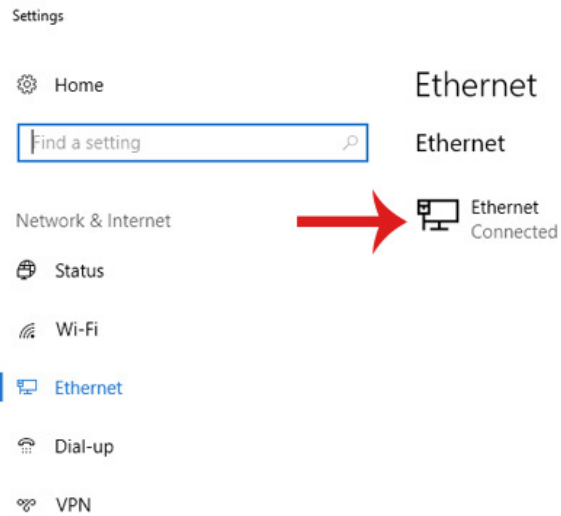 Settings
Home
Find a setting
Network & Internet
Status
Wi-Fi
Ethernet
Dial-up
VPN
Ethernet
Ethernet
Ethernet
Connected